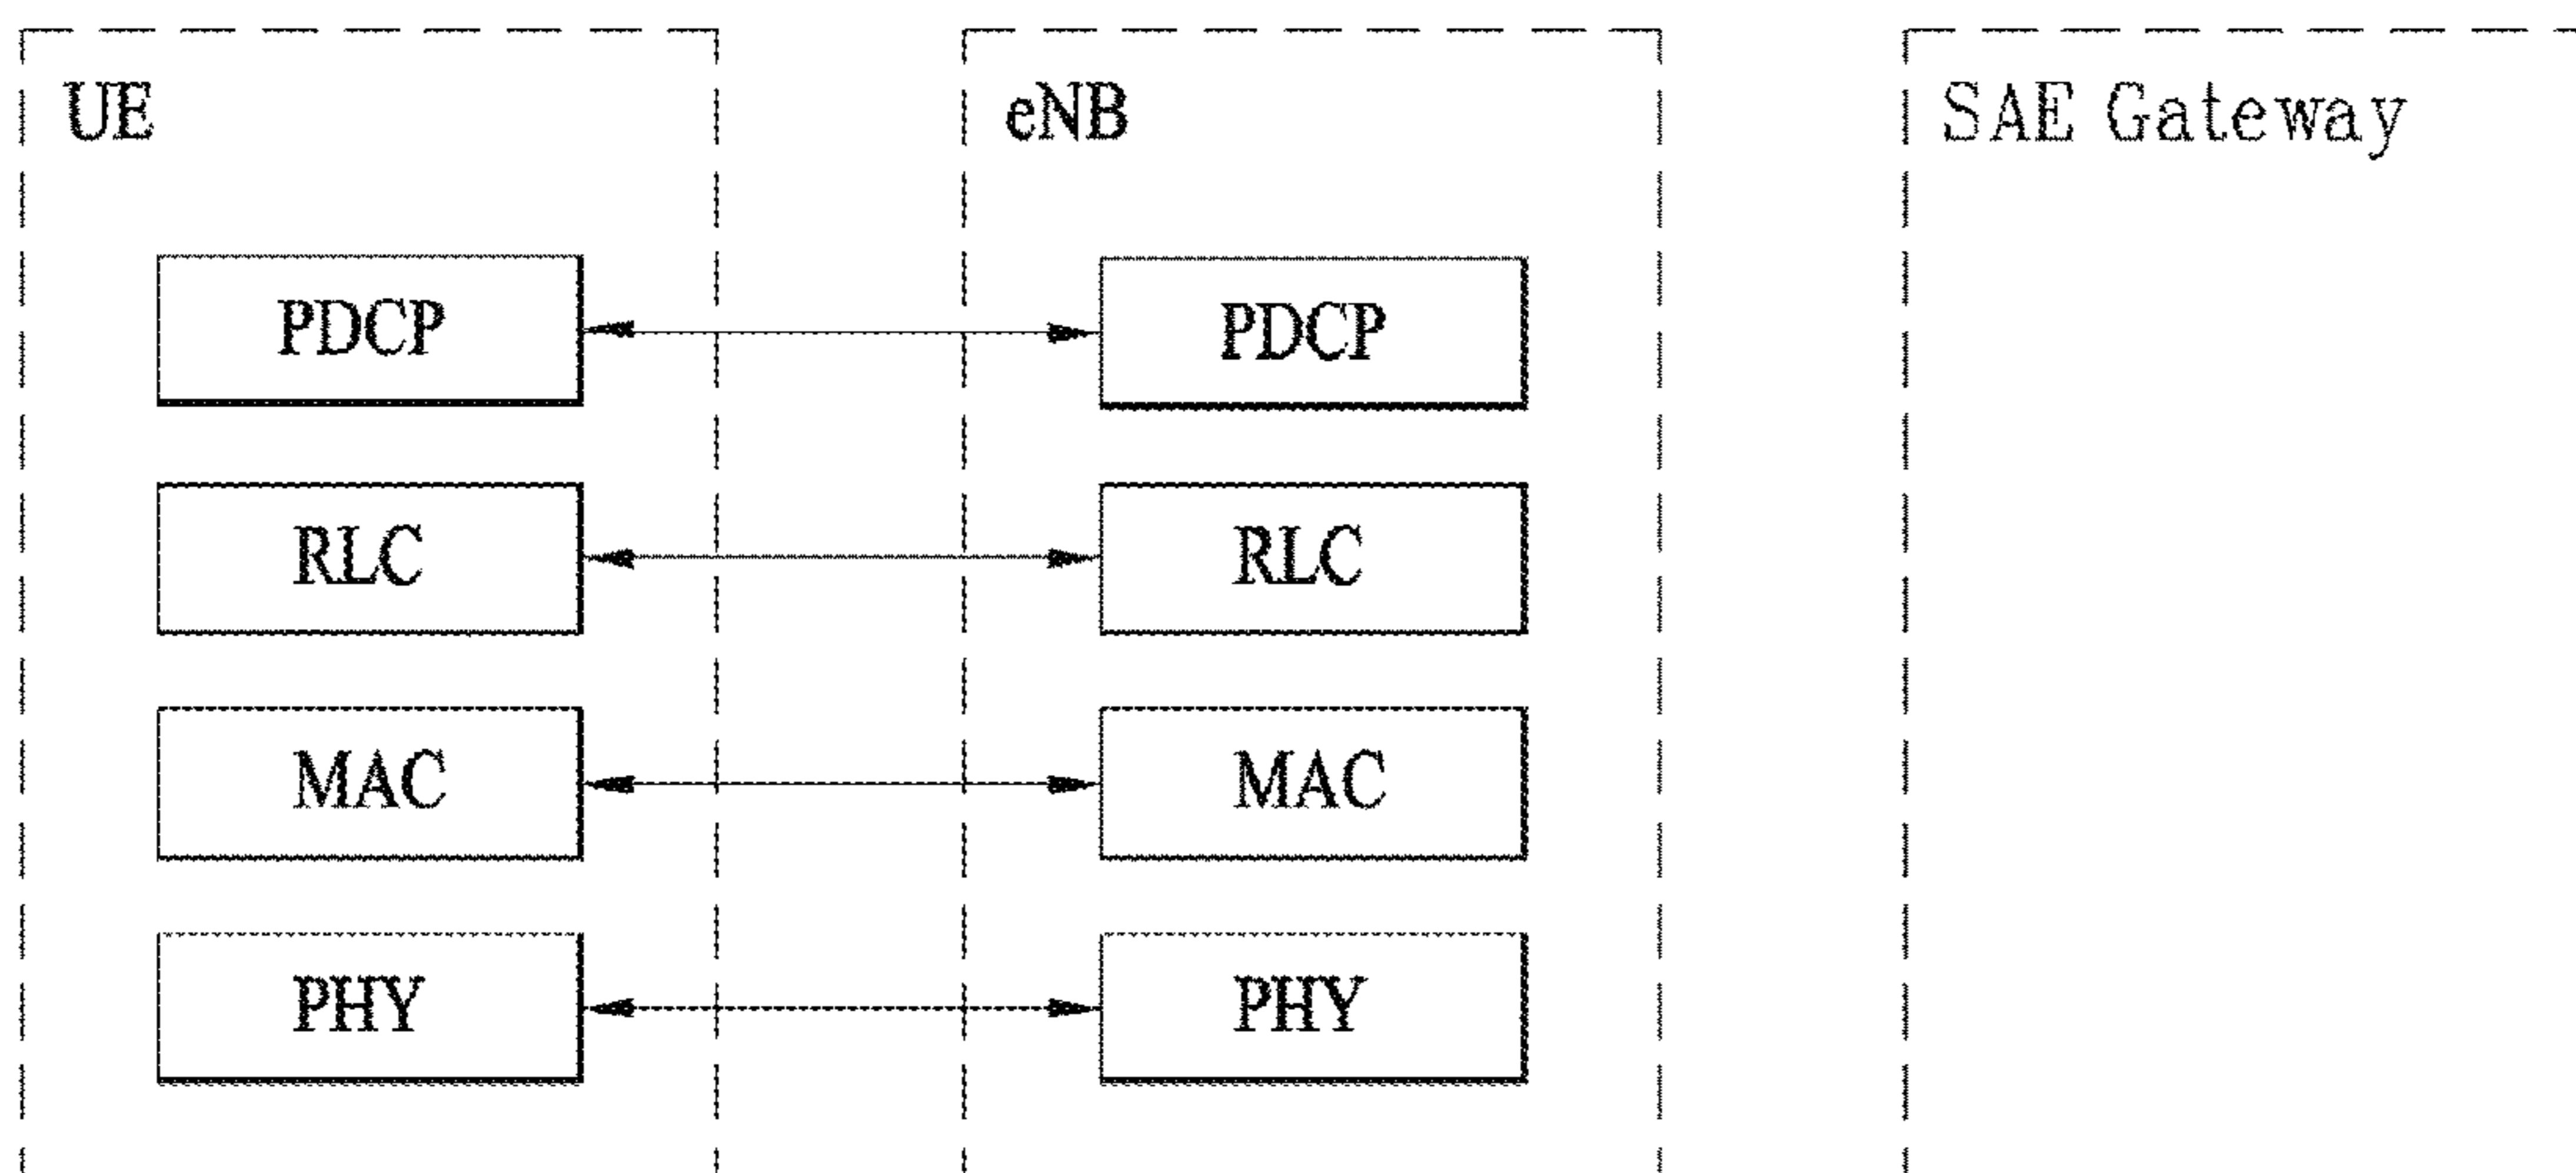 UE eNB SAE Gateway
PDCP PDCP
RLC RLC
MAC MAC
PHY PHY